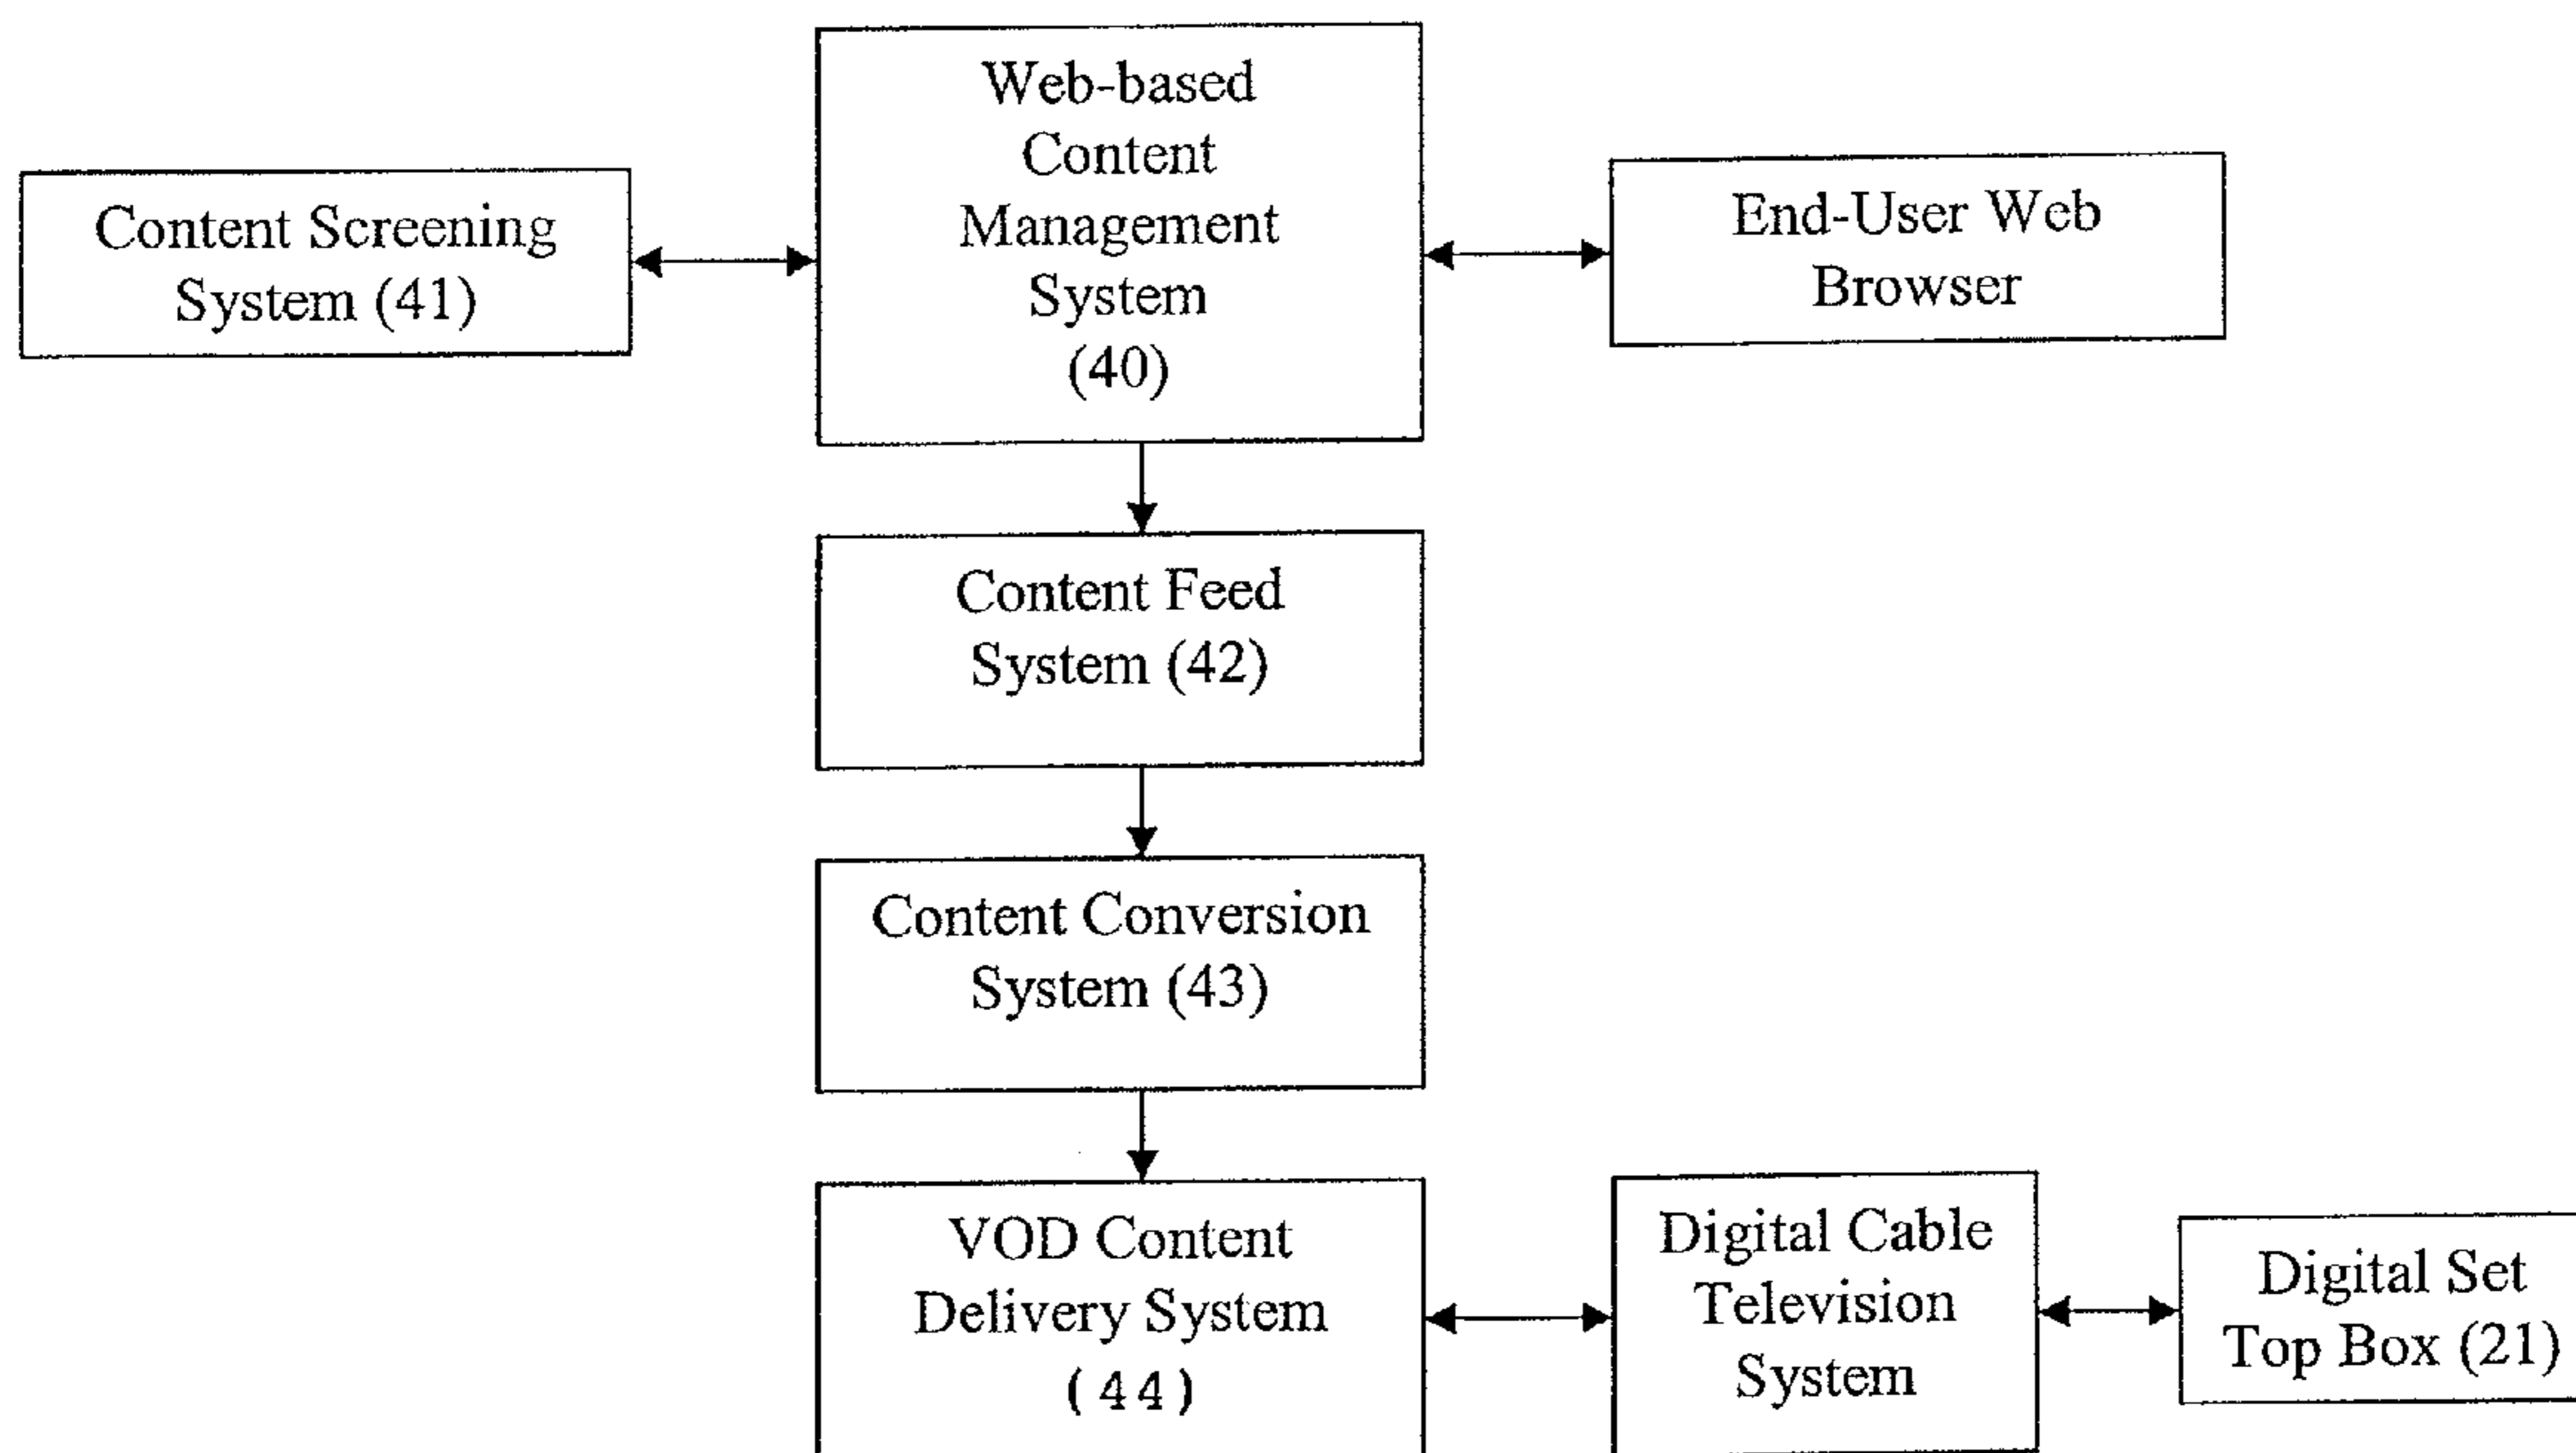 Web-based
Content
Management
System
(40)
Content Screening
System (41)
End-User Web
Browser
Content Feed
System (42)
Content Conversion
System (43)
VOD Content
Delivery System
(44)
Digital Cable
Television
System
Digital Set
Top Box (21)